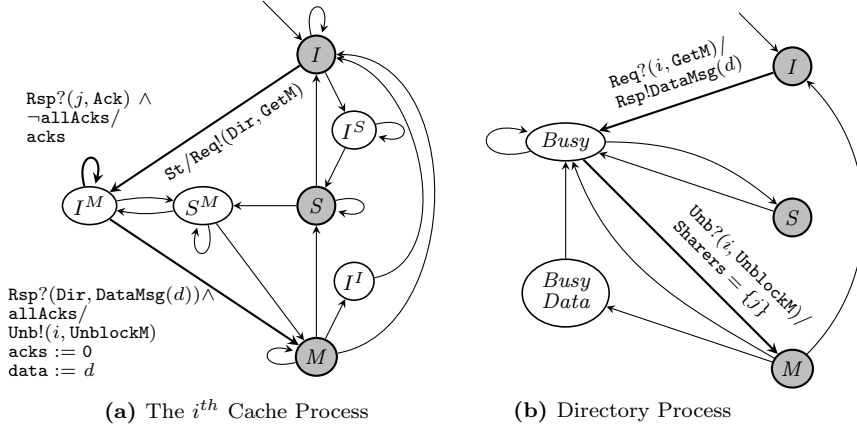 I
Rsp?(j, Ack) ∧
¬allAcks/
acks
St/Req!(Dir, GetM)
I^S
I^M
S^M
S
Rsp?(Dir, DataMsg(d))∧
allAcks/
Unb!(i, UnblockM)
acks := 0
data := d
I^I
M
(a) The i^th Cache Process
Req?(i, GetM)/
Rsp!DataMsg(d)
I
Busy
S
Unb?(i, UnblockM)/
Sharers = {j}
Busy
Data
M
(b) Directory Process